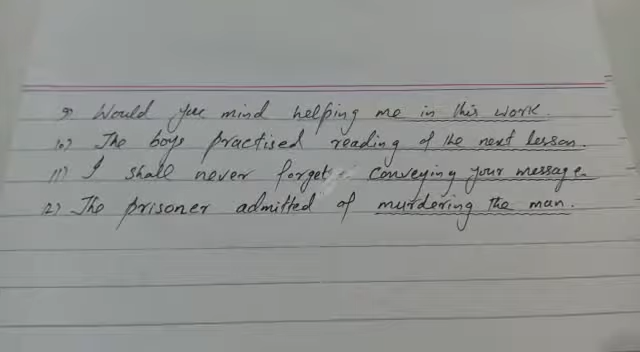 9) Would you mind helping me in this work.
10) The boys practised reading of the next lesson.
11) I shall never forget conveying your message.
12) The prisoner admitted of murdering the man.